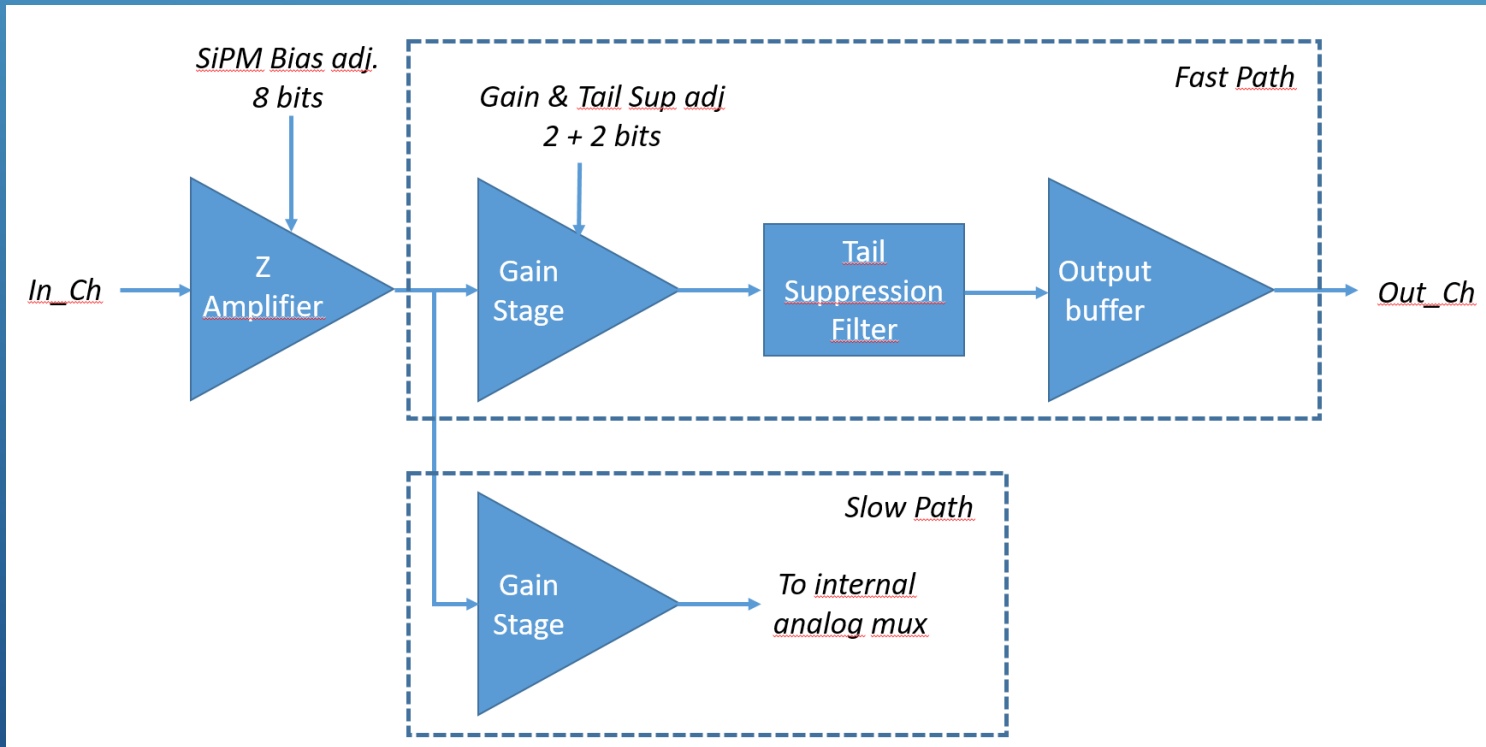 SiPM Bias adj.
8 bits
Fast Path
Gain & Tail Sup adj
2 + 2 bits
In_Ch
Z
Amplifier
Gain
Stage
Tail
Suppression
Filter
Output
buffer
Out_Ch
Slow Path
Gain
Stage
To internal
analog mux